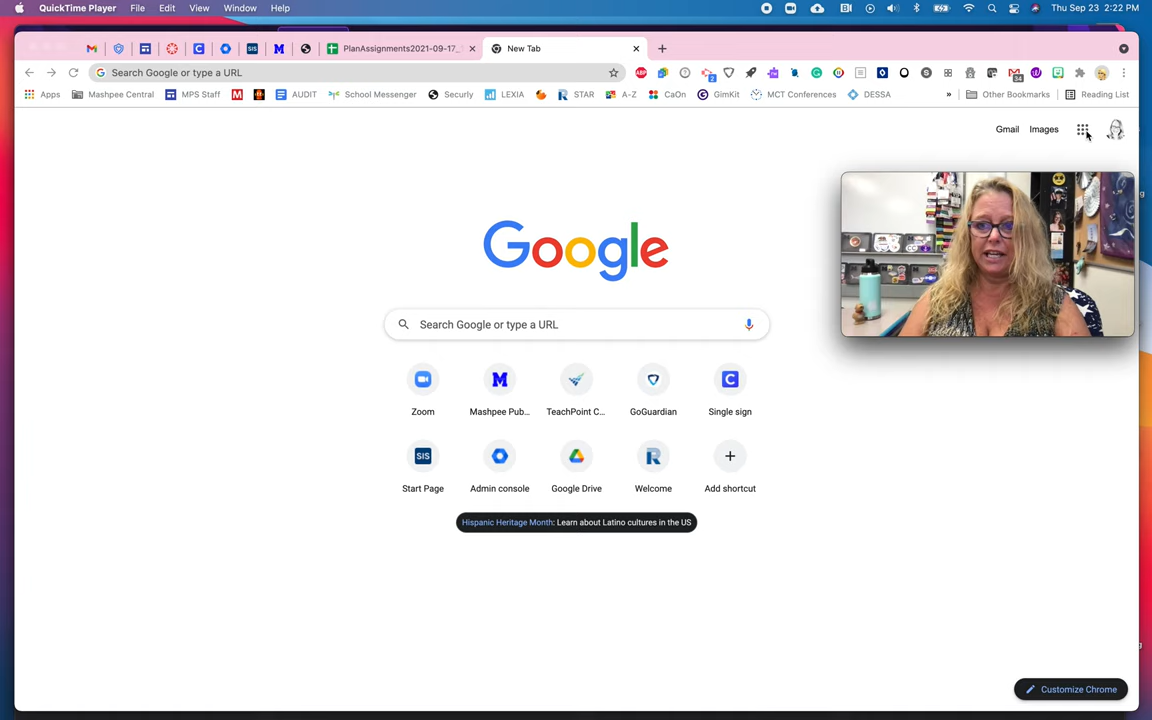 QuickTime Player File Edit View Window Help Thu Sep 23 2:22 PM
PlanAssignments2021-09-17_ New Tab
Search Google or type a URL
Apps Mashpee Central MPS Staff AUDIT School Messenger Securly LEXIA STAR A-Z CaOn GimKit MCT Conferences DESSA » Other Bookmarks Reading List
Gmail Images
Google
Search Google or type a URL
Zoom Mashpee Pub... TeachPoint C... GoGuardian Single sign
SIS
Start Page Admin console Google Drive Welcome Add shortcut
Hispanic Heritage Month: Learn about Latino cultures in the US
Customize Chrome